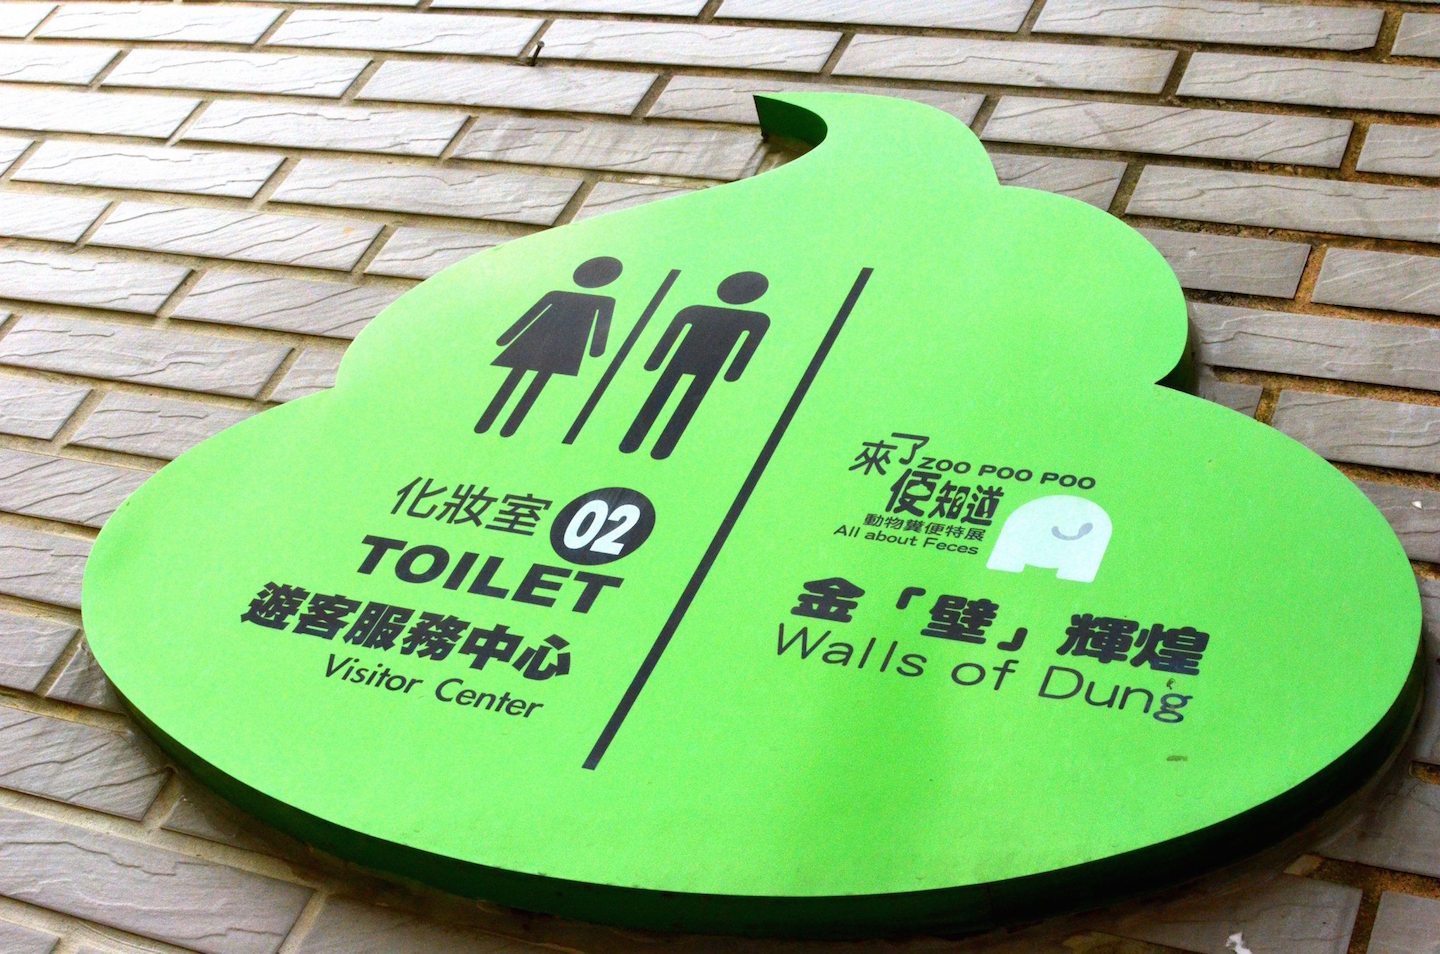 化妝室 02
TOILET
遊客服務中心
Visitor Center
來了 ZOO POO POO
便知道
動物糞便特展
All about Feces
金「壁」輝煌
Walls of Dung